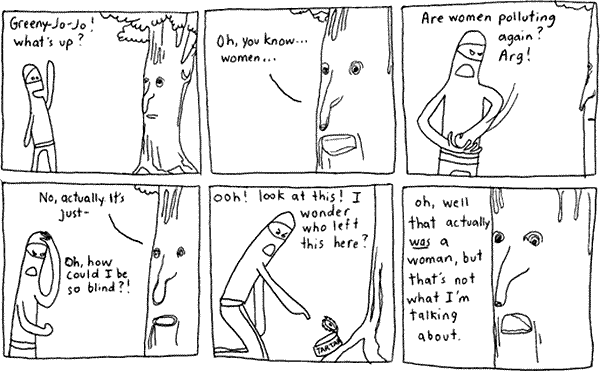 Greeny-Jo-Jo!
what's up?
Oh, you know...
women...
Are women polluting
again?
Arg!
No, actually. It's
just-
Oh, how
could I be
so blind?!
ooh! look at this! I
wonder
who left
this here?
TARTAR
oh, well
that actually
was a
woman, but
that's not
what I'm
talking
about.